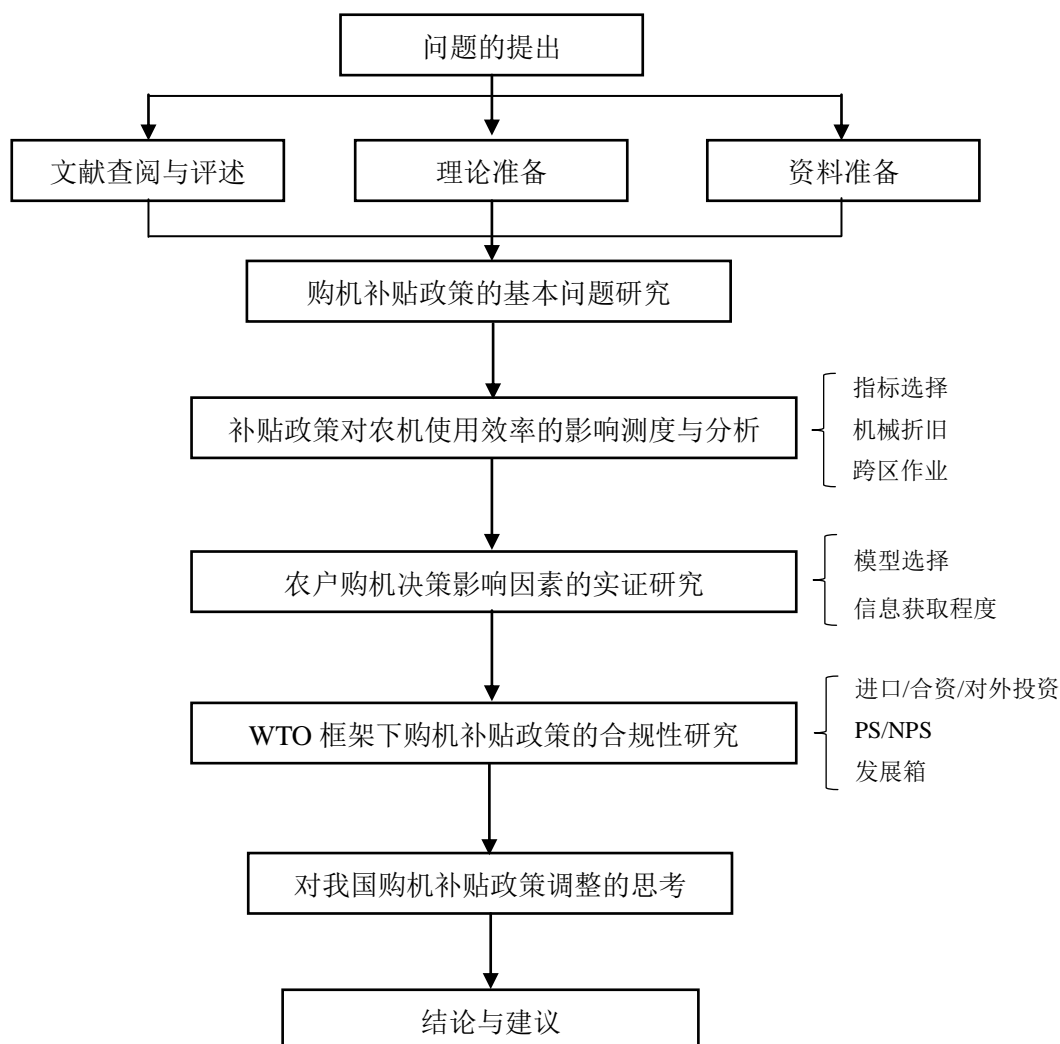 问题的提出
文献查阅与评述
理论准备
资料准备
购机补贴政策的基本问题研究
补贴政策对农机使用效率的影响测度与分析
指标选择
机械折旧
跨区作业
农户购机决策影响因素的实证研究
模型选择
信息获取程度
WTO 框架下购机补贴政策的合规性研究
进口/合资/对外投资
PS/NPS
发展箱
对我国购机补贴政策调整的思考
结论与建议